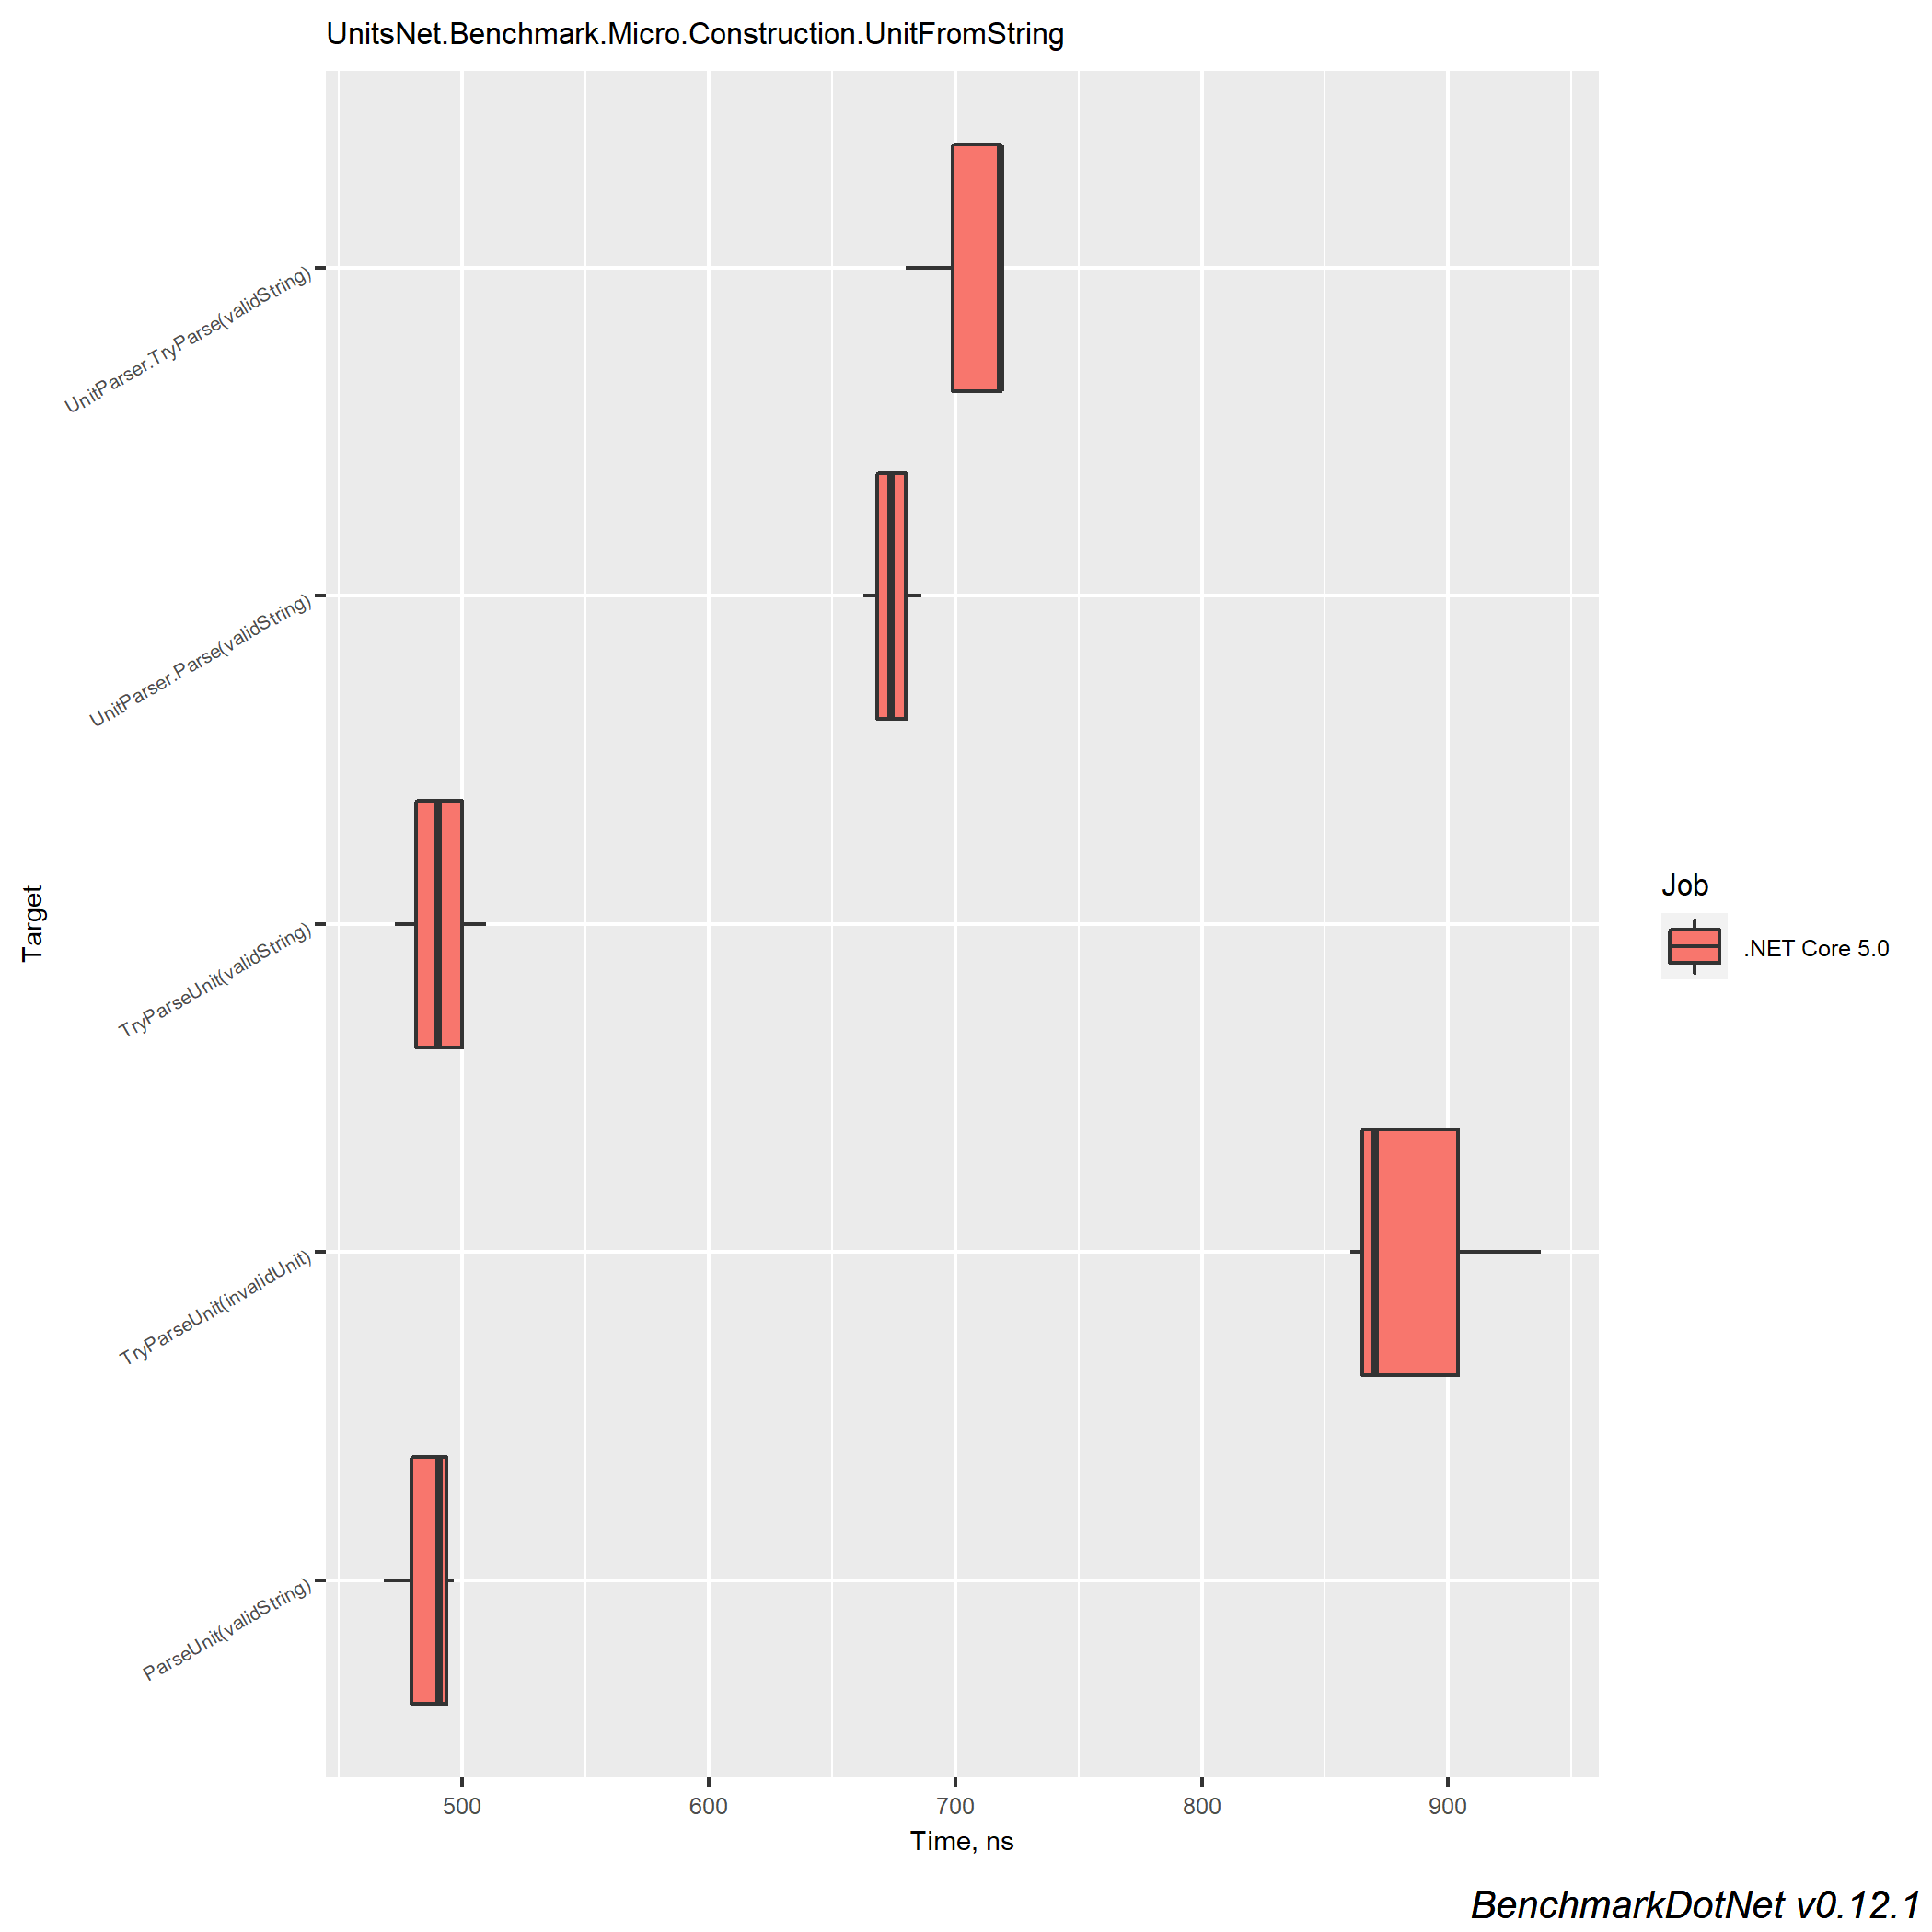 UnitsNet.Benchmark.Micro.Construction.UnitFromString
UnitParser.TryParse(validString)
UnitParser.Parse(validString)
TryParseUnit(validString)
TryParseUnit(invalidUnit)
ParseUnit(validString)
Target
500 600 700 800 900
Time, ns
Job
.NET Core 5.0
BenchmarkDotNet v0.12.1